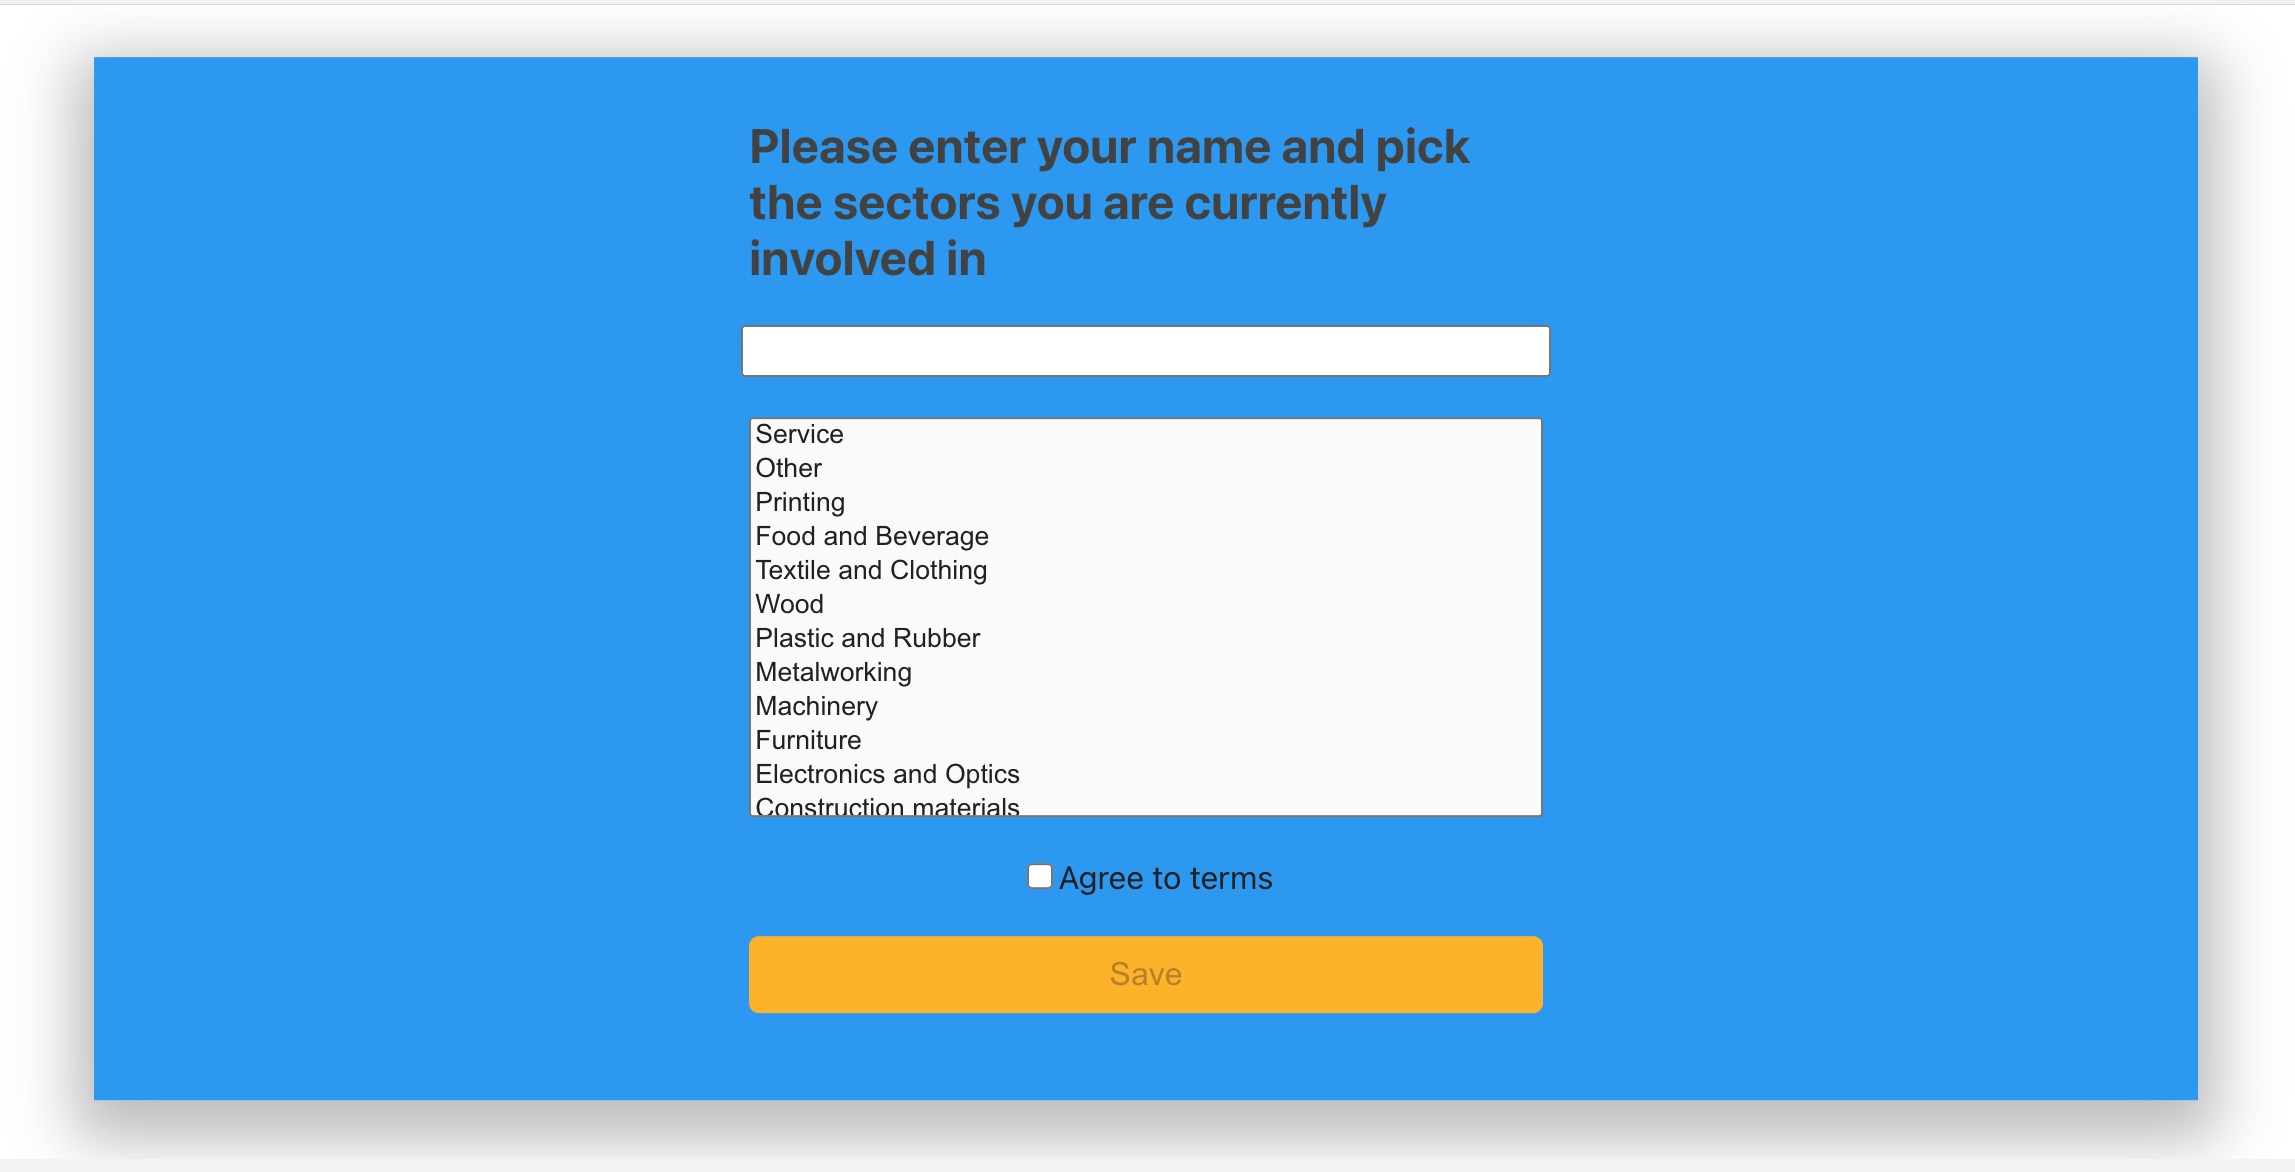 Please enter your name and pick
the sectors you are currently
involved in
Service
Other
Printing
Food and Beverage
Textile and Clothing
Wood
Plastic and Rubber
Metalworking
Machinery
Furniture
Electronics and Optics
Construction materials
Agree to terms
Save